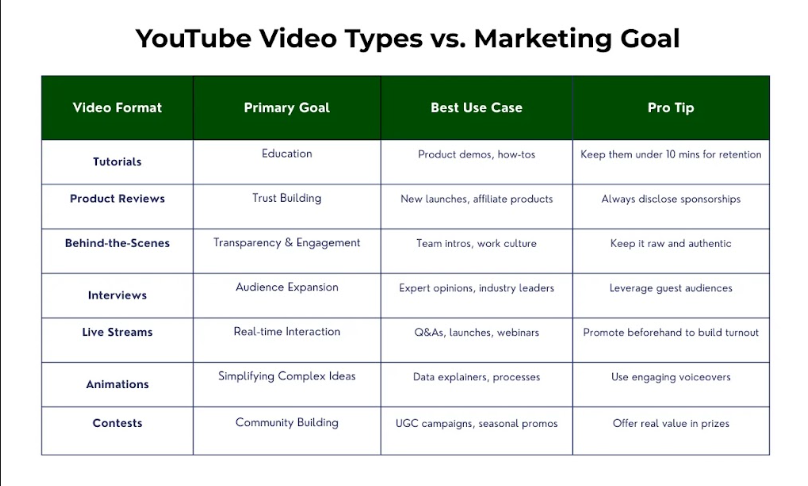 YouTube Video Types vs. Marketing Goal
Video Format Primary Goal Best Use Case Pro Tip
Tutorials Education Product demos, how-tos Keep them under 10 mins for retention
Product Reviews Trust Building New launches, affiliate products Always disclose sponsorships
Behind-the-Scenes Transparency & Engagement Team intros, work culture Keep it raw and authentic
Interviews Audience Expansion Expert opinions, industry leaders Leverage guest audiences
Live Streams Real-time Interaction Q&As, launches, webinars Promote beforehand to build turnout
Animations Simplifying Complex Ideas Data explainers, processes Use engaging voiceovers
Contests Community Building UGC campaigns, seasonal promos Offer real value in prizes